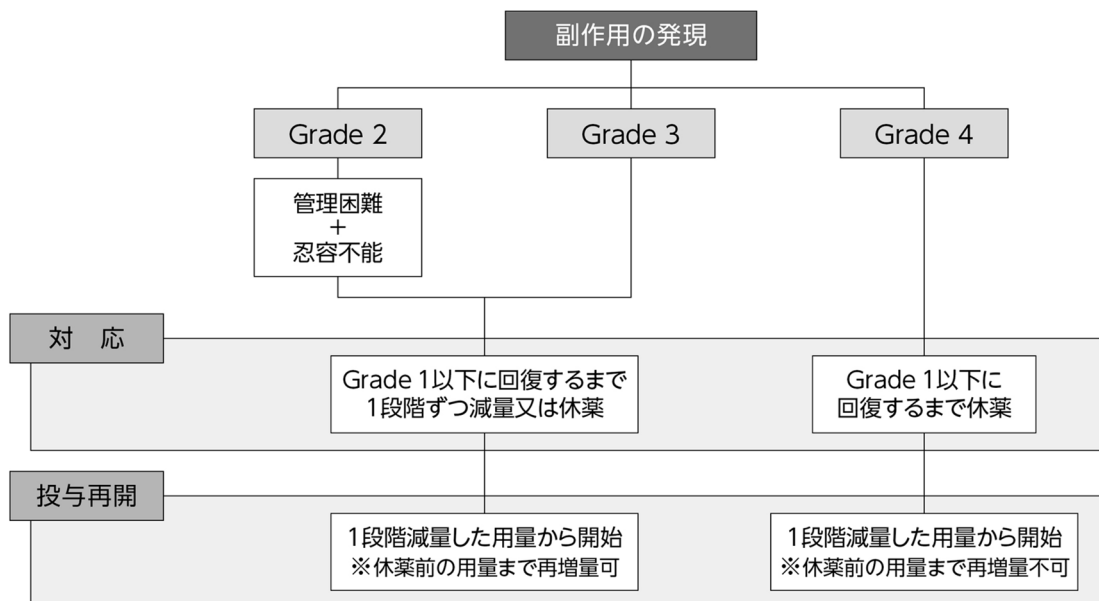 副作用の発現
Grade 2
Grade 3
Grade 4
管理困難
+
忍容不能
対 応
Grade 1以下に回復するまで
1段階ずつ減量又は休薬
Grade 1以下に
回復するまで休薬
投与再開
1段階減量した用量から開始
※休薬前の用量まで再増量可
1段階減量した用量から開始
※休薬前の用量まで再増量不可